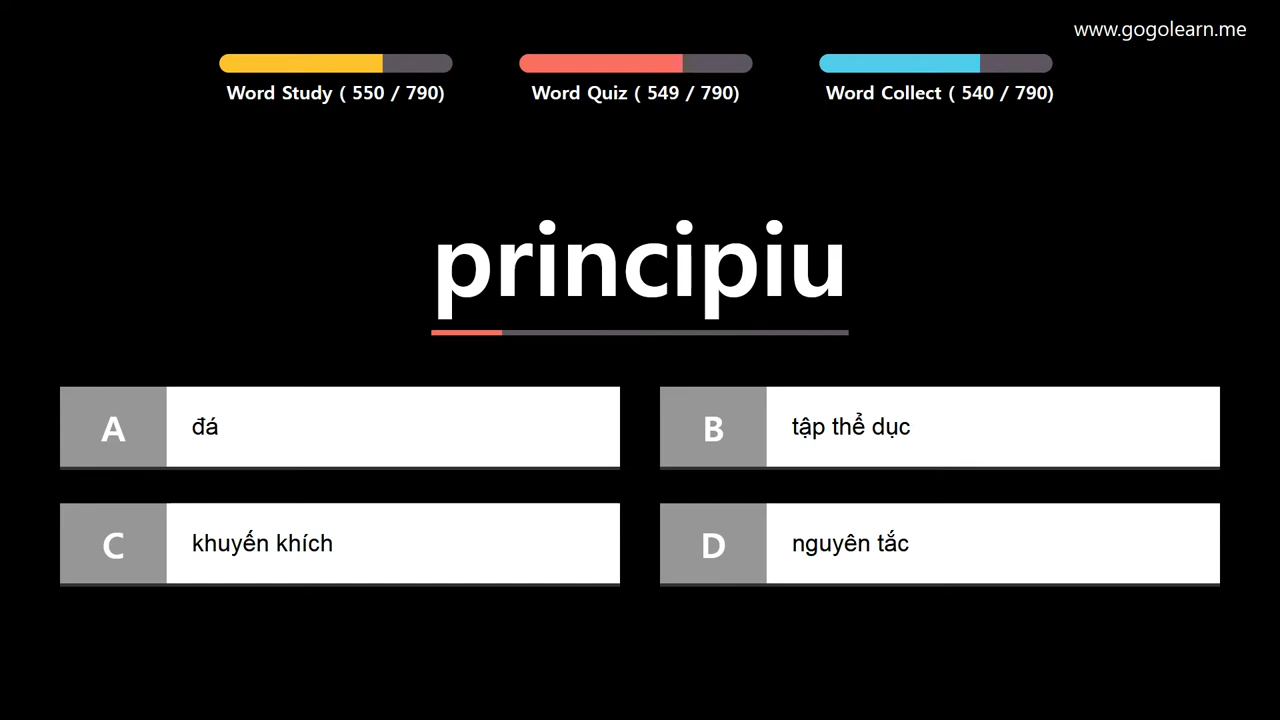 www.gogolearn.me
Word Study ( 550 / 790)
Word Quiz ( 549 / 790)
Word Collect ( 540 / 790)
principiu
A đá
B tập thể dục
C khuyến khích
D nguyên tắc